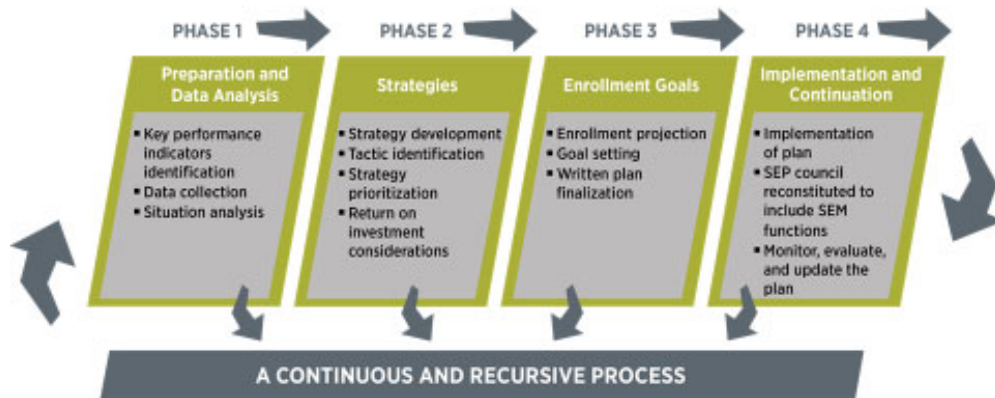 PHASE 1
PHASE 2
PHASE 3
PHASE 4
Preparation and
Data Analysis
▪ Key performance
indicators
identification
▪ Data collection
▪ Situation analysis
Strategies
▪ Strategy development
▪ Tactic identification
▪ Strategy
prioritization
▪ Return on
investment
considerations
Enrollment Goals
▪ Enrollment projection
▪ Goal setting
▪ Written plan
finalization
Implementation and
Continuation
▪ Implementation
of plan
▪ SEP council
reconstituted to
include SEM
functions
▪ Monitor, evaluate,
and update the
plan
A CONTINUOUS AND RECURSIVE PROCESS